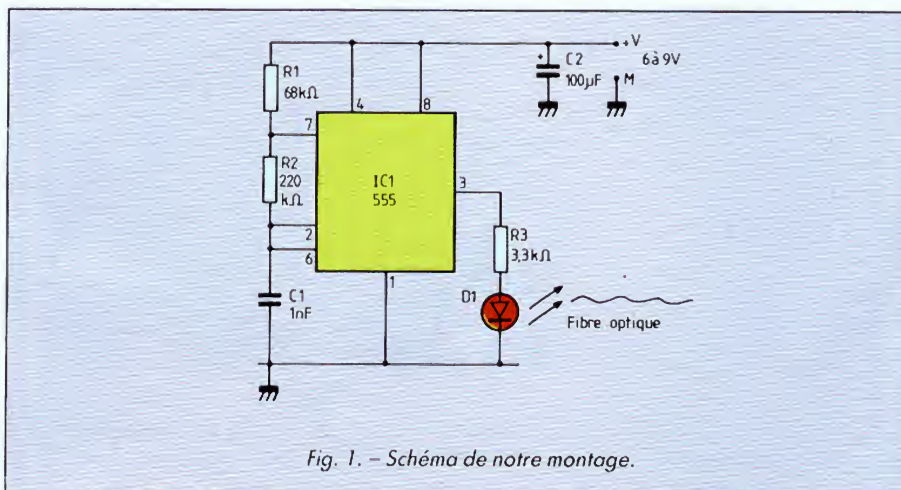 R1
68kΩ
R2
220
kΩ
C1
1nF
7
2
6
4
8
IC1
555
3
1
R3
3,3kΩ
D1
Fibre optique
+
C2
100µF
+V
6 à 9V
M
Fig. 1. – Schéma de notre montage.